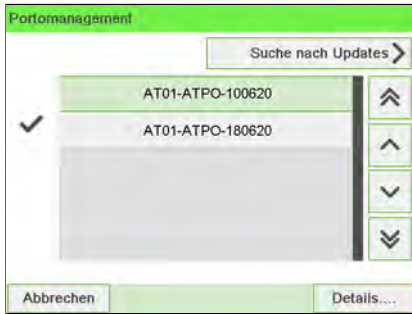 Portomanagement
Suche nach Updates
AT01-ATPO-100620
AT01-ATPO-180620
Abbrechen
Details....